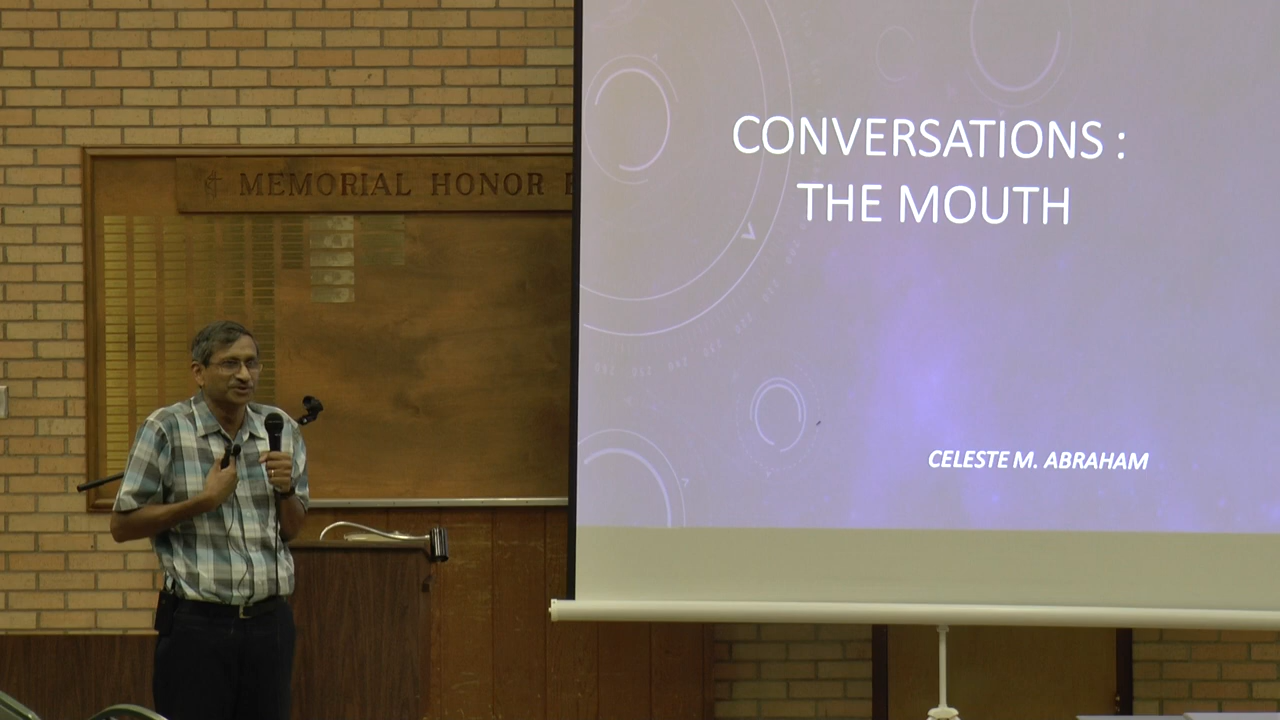 MEMORIAL HONOR
CONVERSATIONS :
THE MOUTH
CELESTE M. ABRAHAM